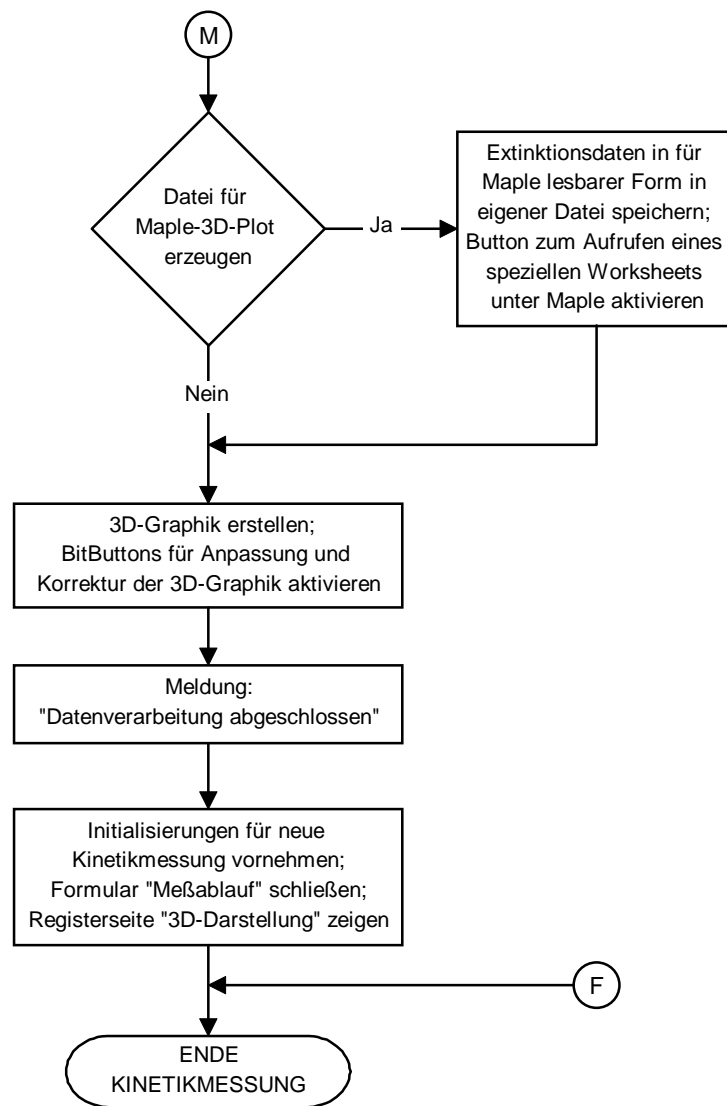 M
Datei für
Maple-3D-Plot
erzeugen
Ja
Extinktionsdaten in für
Maple lesbarer Form in
eigener Datei speichern;
Button zum Aufrufen eines
speziellen Worksheets
unter Maple aktivieren
Nein
3D-Graphik erstellen;
BitButtons für Anpassung und
Korrektur der 3D-Graphik aktivieren
Meldung:
"Datenverarbeitung abgeschlossen"
Initialisierungen für neue
Kinetikmessung vornehmen;
Formular "Meßablauf" schließen;
Registerseite "3D-Darstellung" zeigen
F
ENDE
KINETIKMESSUNG